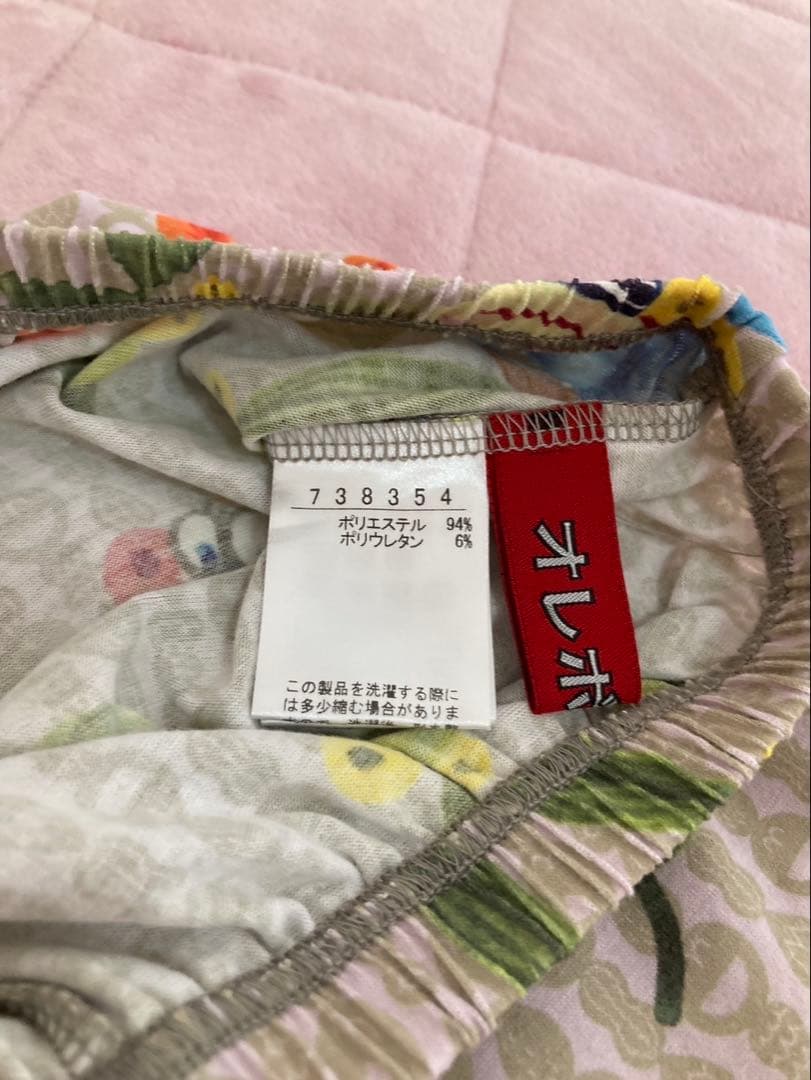 738354
ポリエステル 94%
ポリウレタン 6%
この製品を洗濯する際に
は多少縮む場合がありま
オレボ